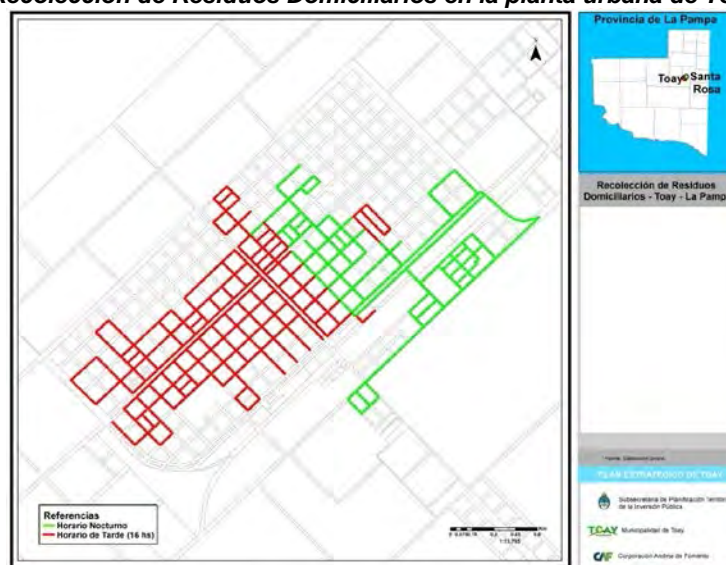 Recolección de Residuos Domiciliarios en la planta urbana de To
Provincia de La Pampa
Toay
Santa
Rosa
Recolección de Residuos
Domiciliarios - Toay - La Pamp
PLAN ESTRATEGICO DE TOAY
Subsecretaría de Planificación Territo
de la Inversión Pública
TOAY Municipalidad de Toay
CAF Corporación Andina de Fomento
Referencias
Horario Nocturno
Horario de Tarde (16 hs)